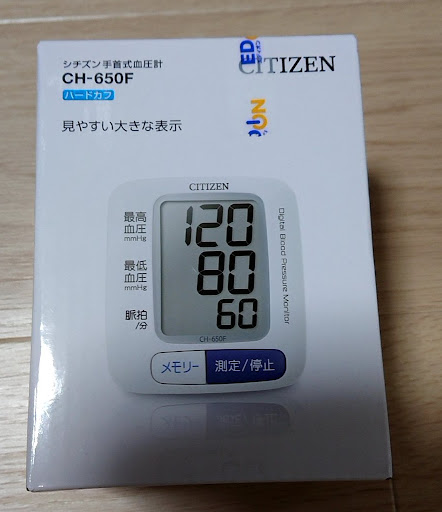 シチズン手首式血圧計
CH-650F
ハードカフ
CITIZEN
見やすい大きな表示
CITIZEN
最高
血圧
mmHg
120
最低
血圧
mmHg
80
脈拍
/分
60
CH-650F
Digital Blood Pressure Monitor
メモリー
測定/停止